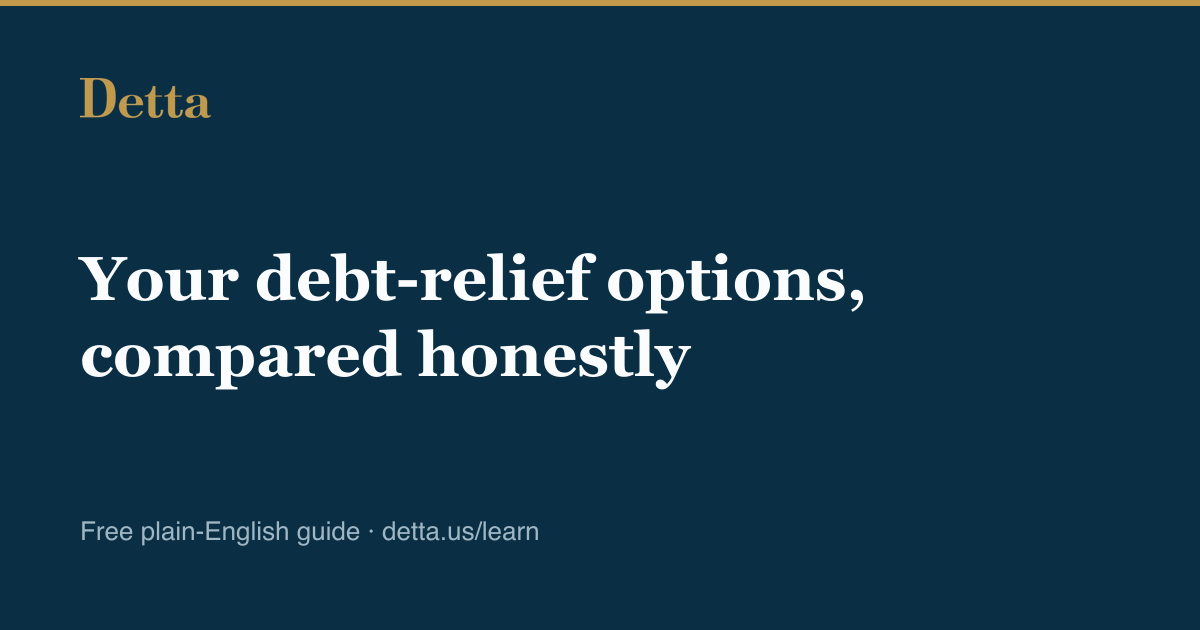 Detta
Your debt-relief options,
compared honestly
Free plain-English guide · detta.us/learn